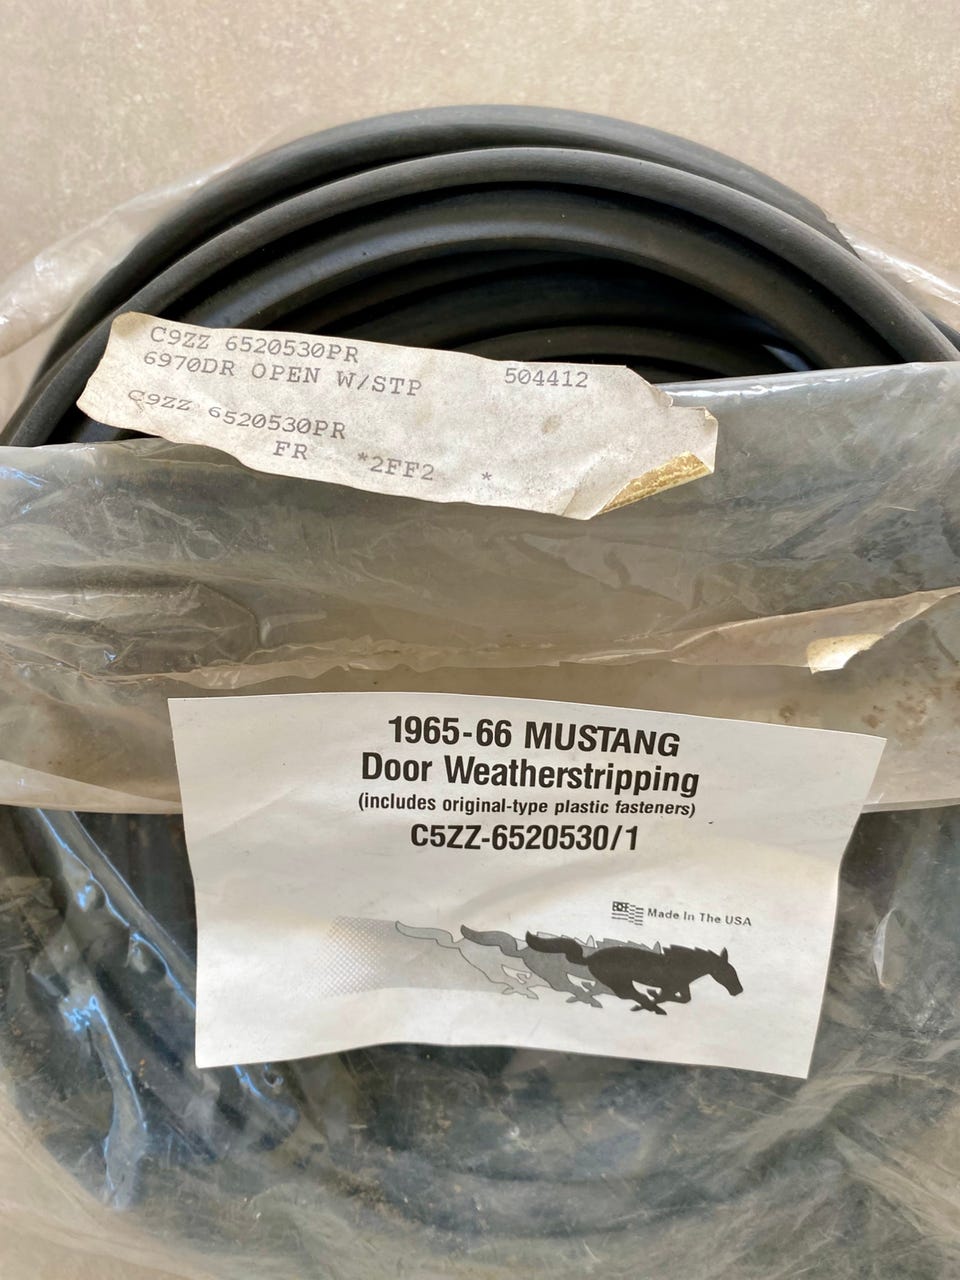 C9ZZ 6520530PR
6970DR OPEN W/STP 504412
C9ZZ 6520530PR
FR *2FF2 *
1965-66 MUSTANG
Door Weatherstripping
(includes original-type plastic fasteners)
C5ZZ-6520530/1
Made In The USA